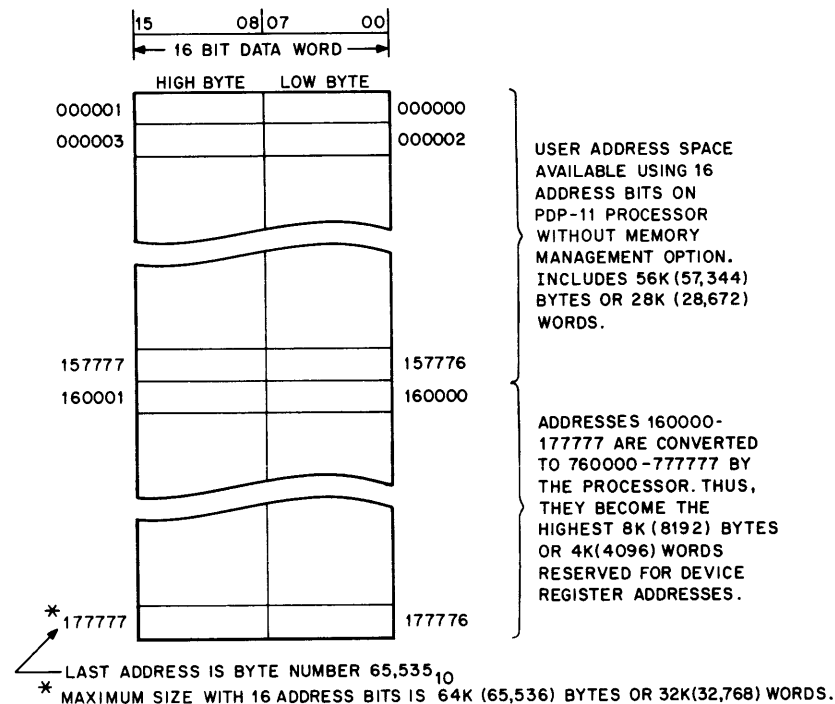 15 08 07 00
16 BIT DATA WORD
HIGH BYTE LOW BYTE
000001 000000
000003 000002
USER ADDRESS SPACE
AVAILABLE USING 16
ADDRESS BITS ON
PDP-11 PROCESSOR
WITHOUT MEMORY
MANAGEMENT OPTION.
INCLUDES 56K (57,344)
BYTES OR 28K (28,672)
WORDS.
157777 157776
160001 160000
ADDRESSES 160000-
177777 ARE CONVERTED
TO 760000-777777 BY
THE PROCESSOR. THUS,
THEY BECOME THE
HIGHEST 8K (8192) BYTES
OR 4K(4096) WORDS
RESERVED FOR DEVICE
REGISTER ADDRESSES.
* 177777 177776
LAST ADDRESS IS BYTE NUMBER 65,535₁₀
* MAXIMUM SIZE WITH 16 ADDRESS BITS IS 64K (65,536) BYTES OR 32K(32,768) WORDS.